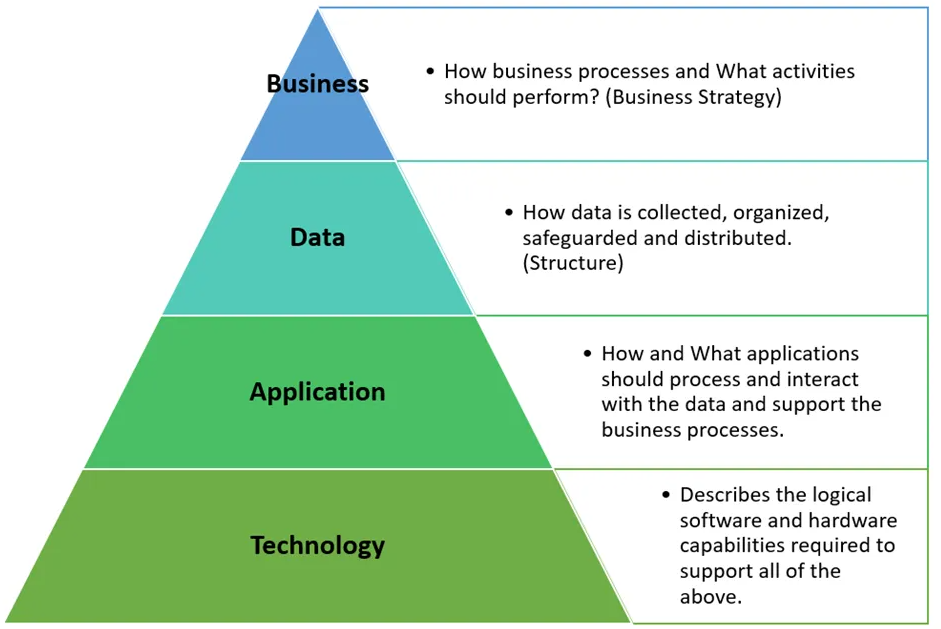 Business
• How business processes and What activities
should perform? (Business Strategy)
Data
• How data is collected, organized,
safeguarded and distributed.
(Structure)
Application
• How and What applications
should process and interact
with the data and support the
business processes.
Technology
• Describes the logical
software and hardware
capabilities required to
support all of the
above.